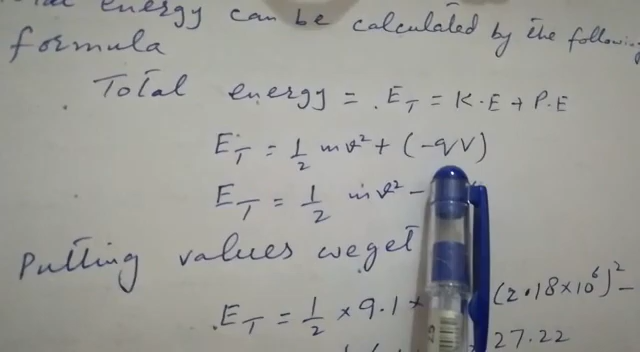 energy can be calculated by the following
formula
Total energy = E_T = K.E + P.E
E_T = 1/2 mv² + (-qV)
E_T = 1/2 mv² -
Putting values we get
E_T = 1/2 × 9.1 × (2.18×10⁶)² -
27.22